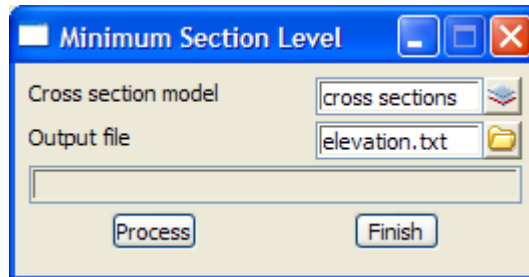 Minimum Section Level
Cross section model cross sections
Output file elevation.txt
Process Finish